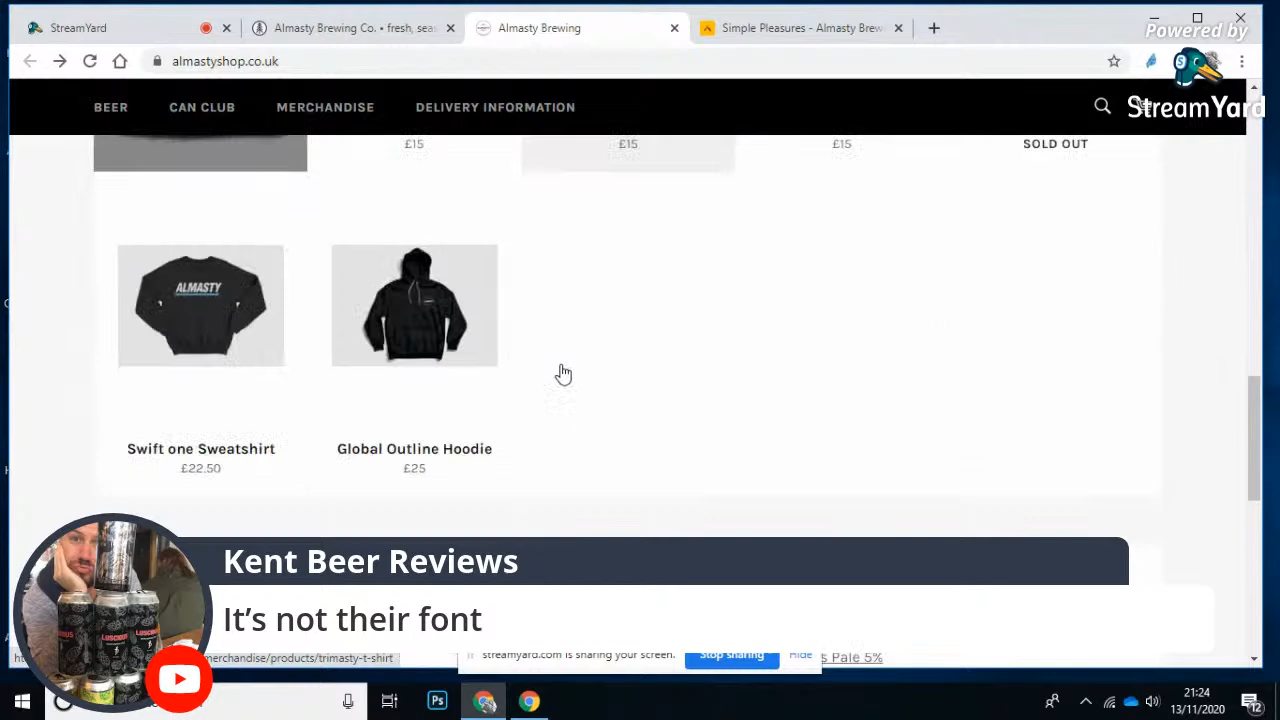 StreamYard
Almasty Brewing Co. • fresh, sea
Almasty Brewing
Simple Pleasures - Almasty Brew
Powered by
StreamYard
almastyshop.co.uk
BEER
CAN CLUB
MERCHANDISE
DELIVERY INFORMATION
£15
£15
£15
SOLD OUT
ALMASTY
Swift one Sweatshirt
£22.50
Global Outline Hoodie
£25
Kent Beer Reviews
It's not their font
merchandise/products/trimasty-t-shirt
streamyard.com is sharing your screen.
Stop sharing
Hide
s Pale 5%
LUSCIOUS
Ps
21:24
13/11/2020
12